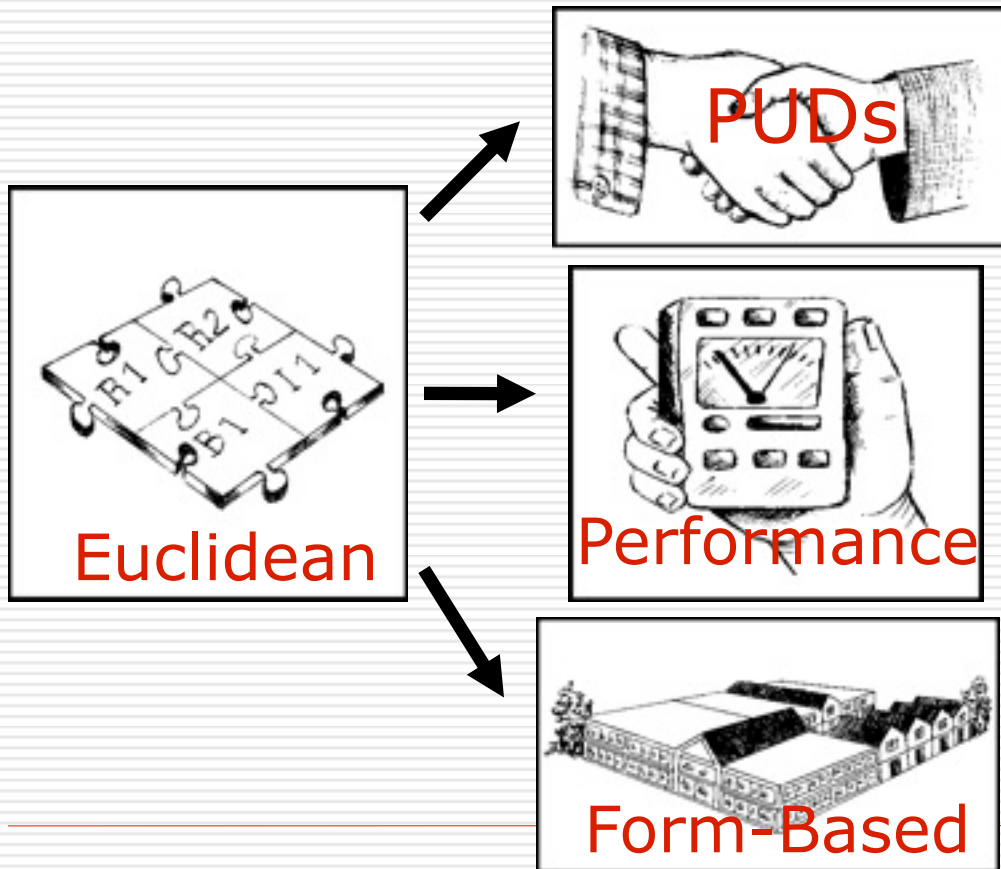 PUDs
R1
R2
B1
I1
Euclidean
Performance
Form-Based